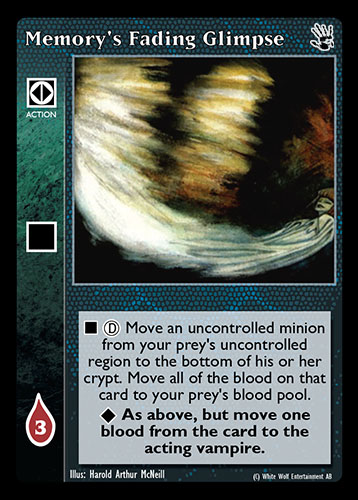 Memory's Fading Glimpse
ACTION
D Move an uncontrolled minion
from your prey's uncontrolled
region to the bottom of his or her
crypt. Move all of the blood on that
card to your prey's blood pool.
As above, but move one
blood from the card to the
acting vampire.
3
Illus: Harold Arthur McNeill
(C) White Wolf Entertainment AB